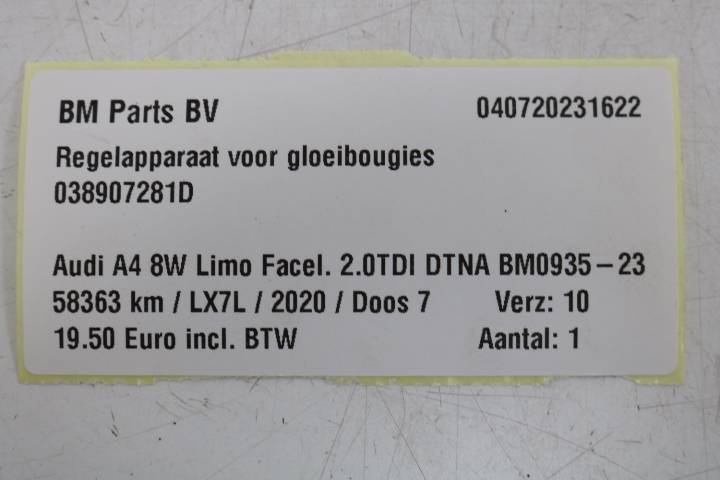 BM Parts BV 040720231622
Regelapparaat voor gloeibougies
038907281D
Audi A4 8W Limo Facel. 2.0TDI DTNA BM0935-23
58363 km / LX7L / 2020 / Doos 7 Verz: 10
19.50 Euro incl. BTW Aantal: 1